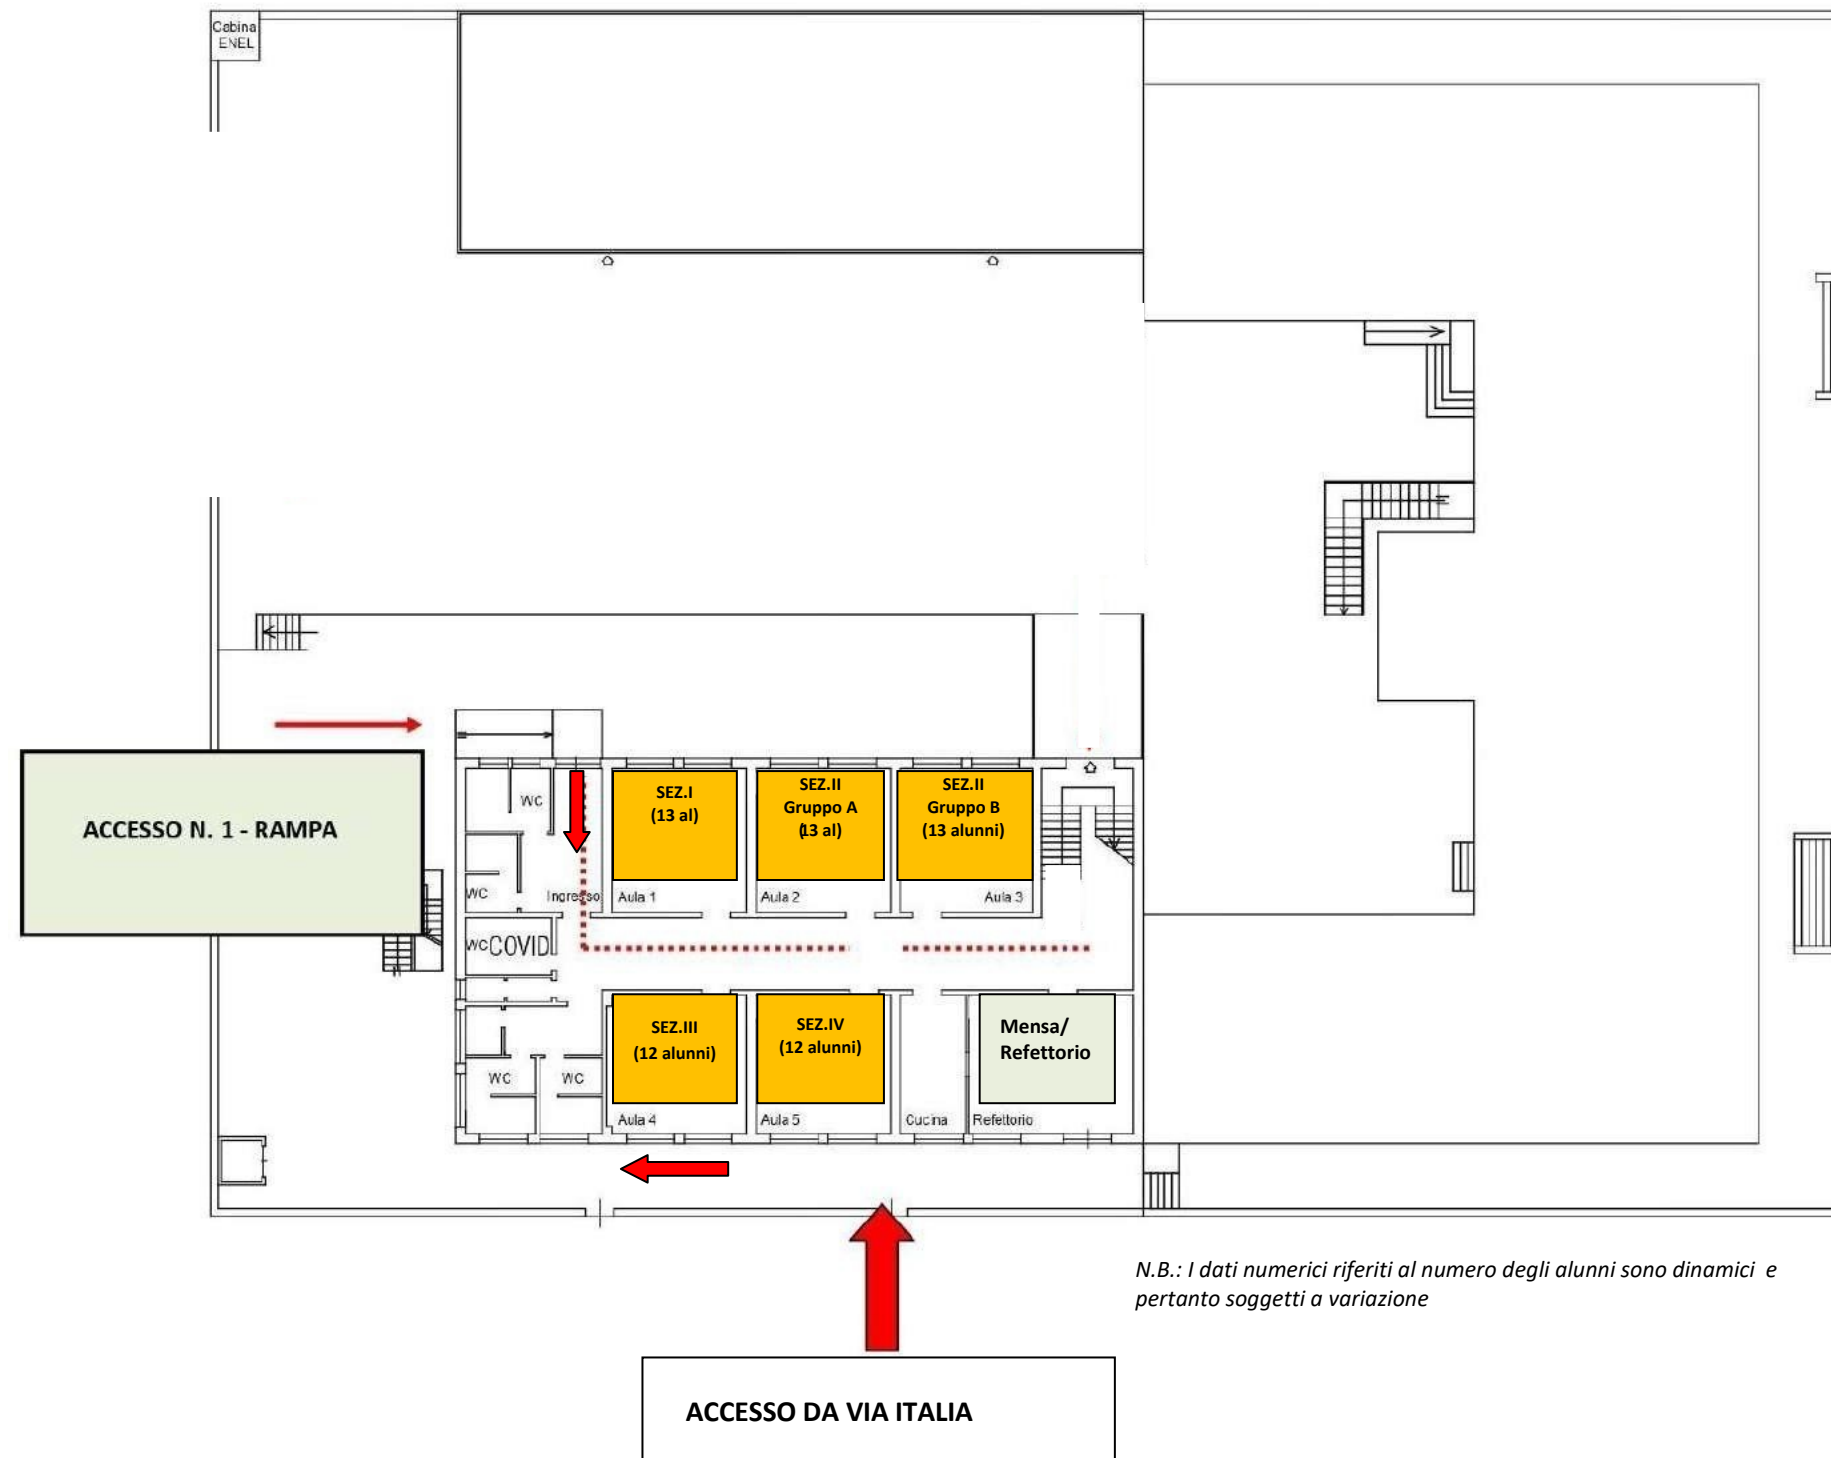 Cabina
ENEL
ACCESSO N. 1 - RAMPA
WC
WC
Ingresso
WC COVID
WC
WC
SEZ.I
(13 al)
Aula 1
SEZ.II
Gruppo A
(13 al)
Aula 2
SEZ.II
Gruppo B
(13 alunni)
Aula 3
SEZ.III
(12 alunni)
Aula 4
SEZ.IV
(12 alunni)
Aula 5
Cucina
Mensa/
Refettorio
Refettorio
N.B.: I dati numerici riferiti al numero degli alunni sono dinamici e
pertanto soggetti a variazione
ACCESSO DA VIA ITALIA